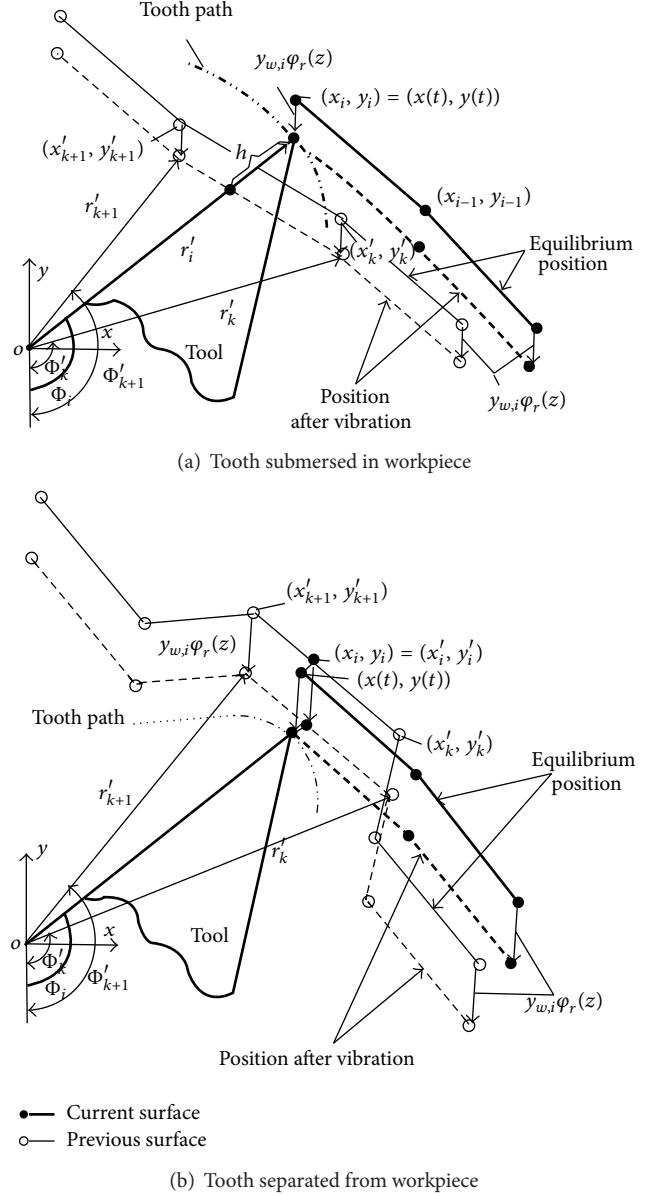 Tooth path
y_{w,i}φ_r(z)
(x_i, y_i) = (x(t), y(t))
(x′_{k+1}, y′_{k+1})
h
(x_{i−1}, y_{i−1})
r′_{k+1}
r′_i
(x′_k, y′_k)
Equilibrium
position
y
r′_k
x
o
Tool
Φ′_k
Φ′_{k+1}
Φ_i
Position
after vibration
y_{w,i}φ_r(z)
(a) Tooth submersed in workpiece
(x′_{k+1}, y′_{k+1})
y_{w,i}φ_r(z)
(x_i, y_i) = (x′_i, y′_i)
(x(t), y(t))
Tooth path
(x′_k, y′_k)
Equilibrium
position
r′_{k+1}
r′_k
y
x
Tool
o
Φ′_k
Φ′_{k+1}
Φ_i
y_{w,i}φ_r(z)
Position after vibration
Current surface
Previous surface
(b) Tooth separated from workpiece